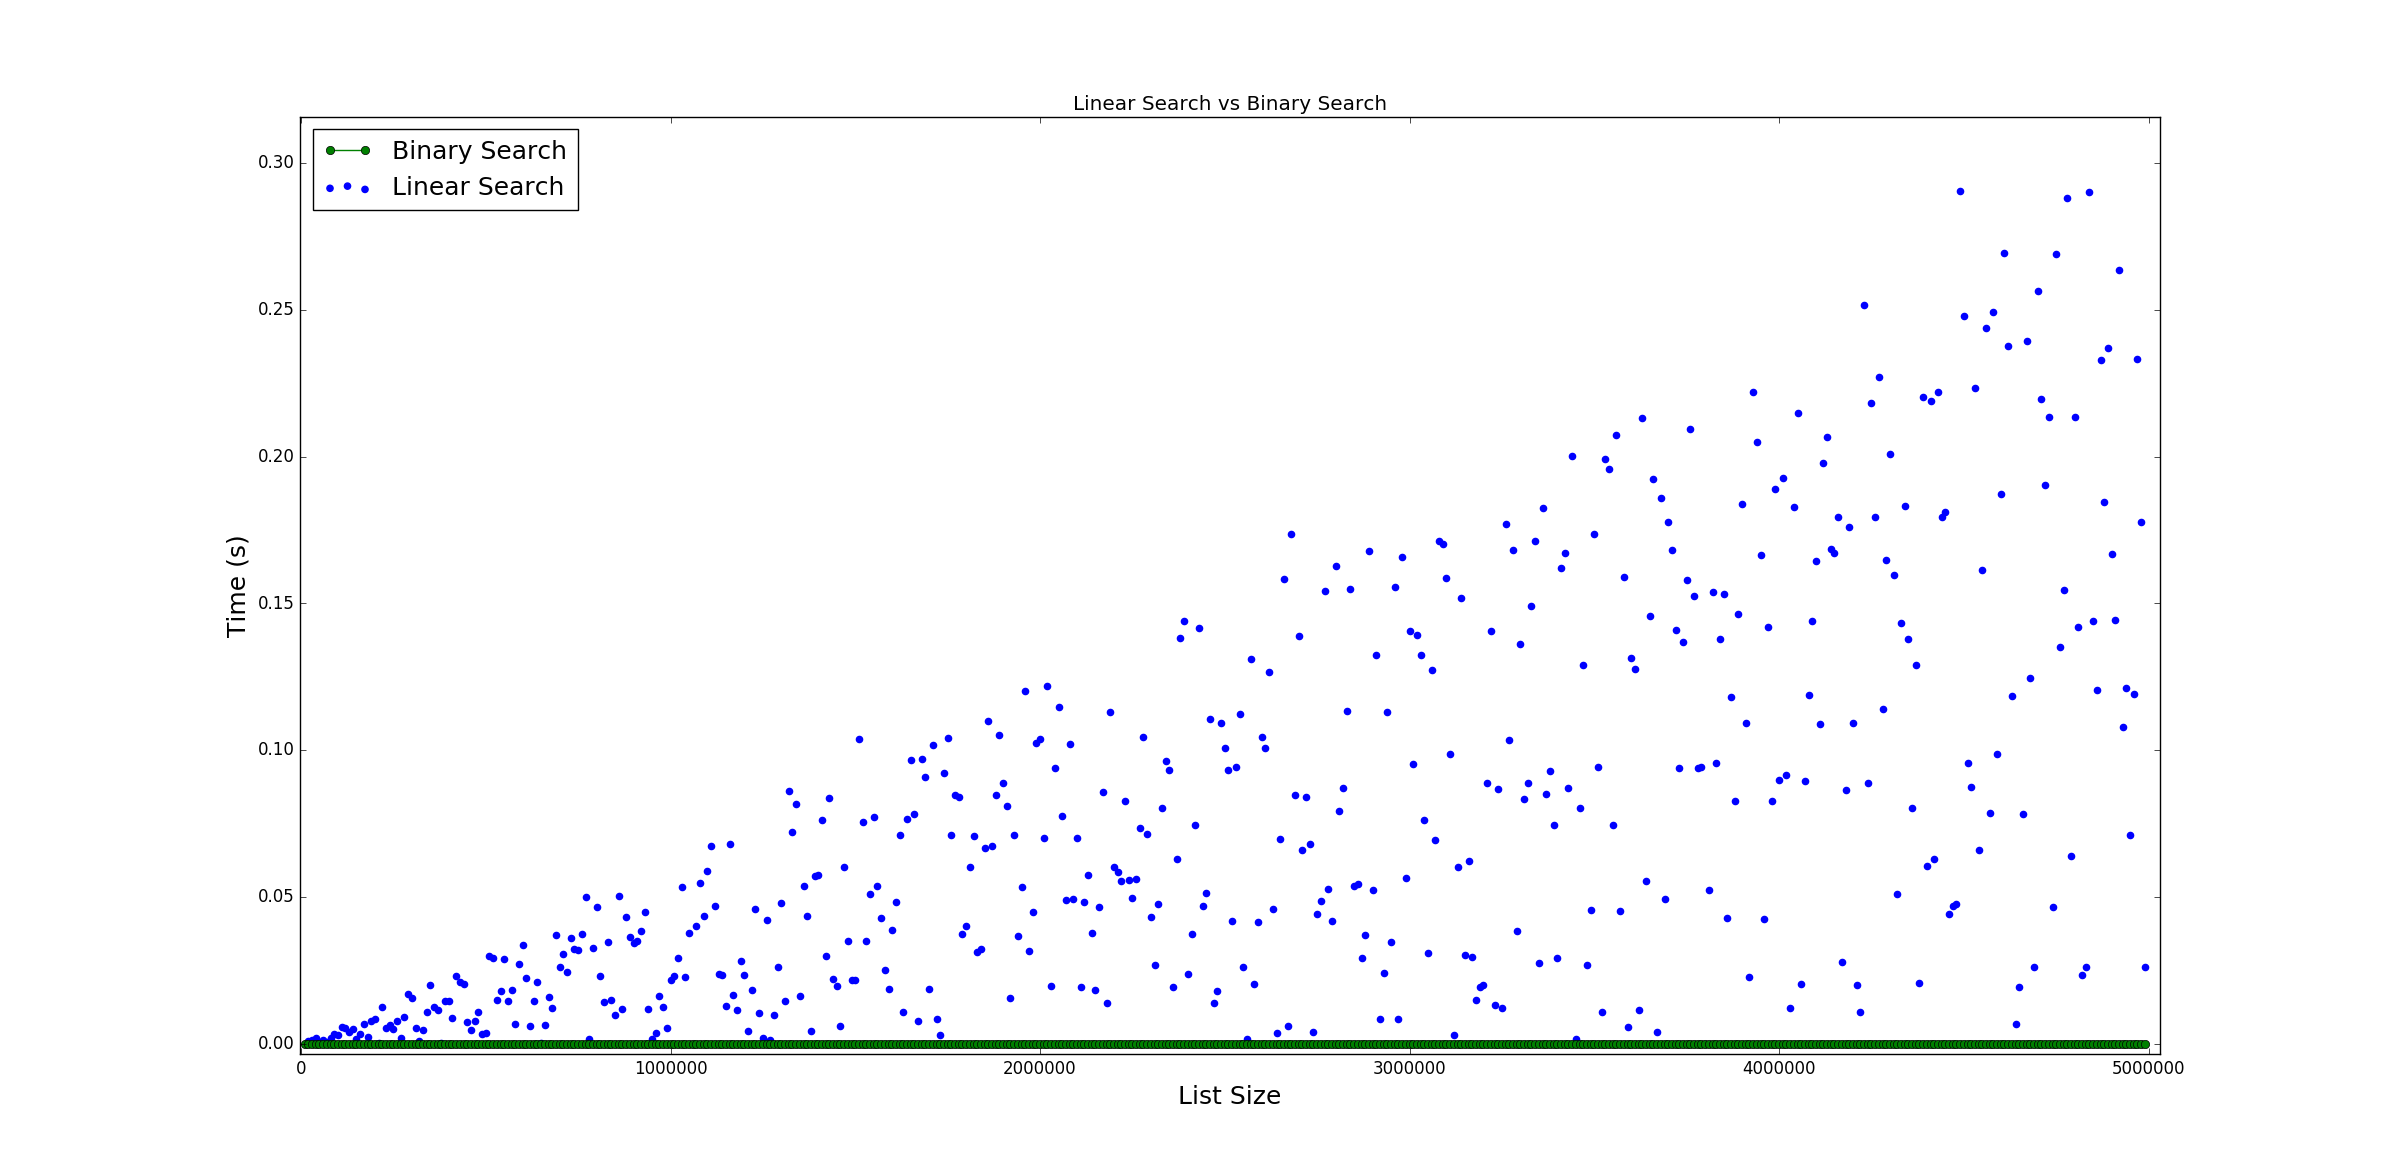 Linear Search vs Binary Search
Binary Search
Linear Search
0.30
0.25
0.20
0.15
0.10
0.05
0.00
Time (s)
0 1000000 2000000 3000000 4000000 5000000
List Size